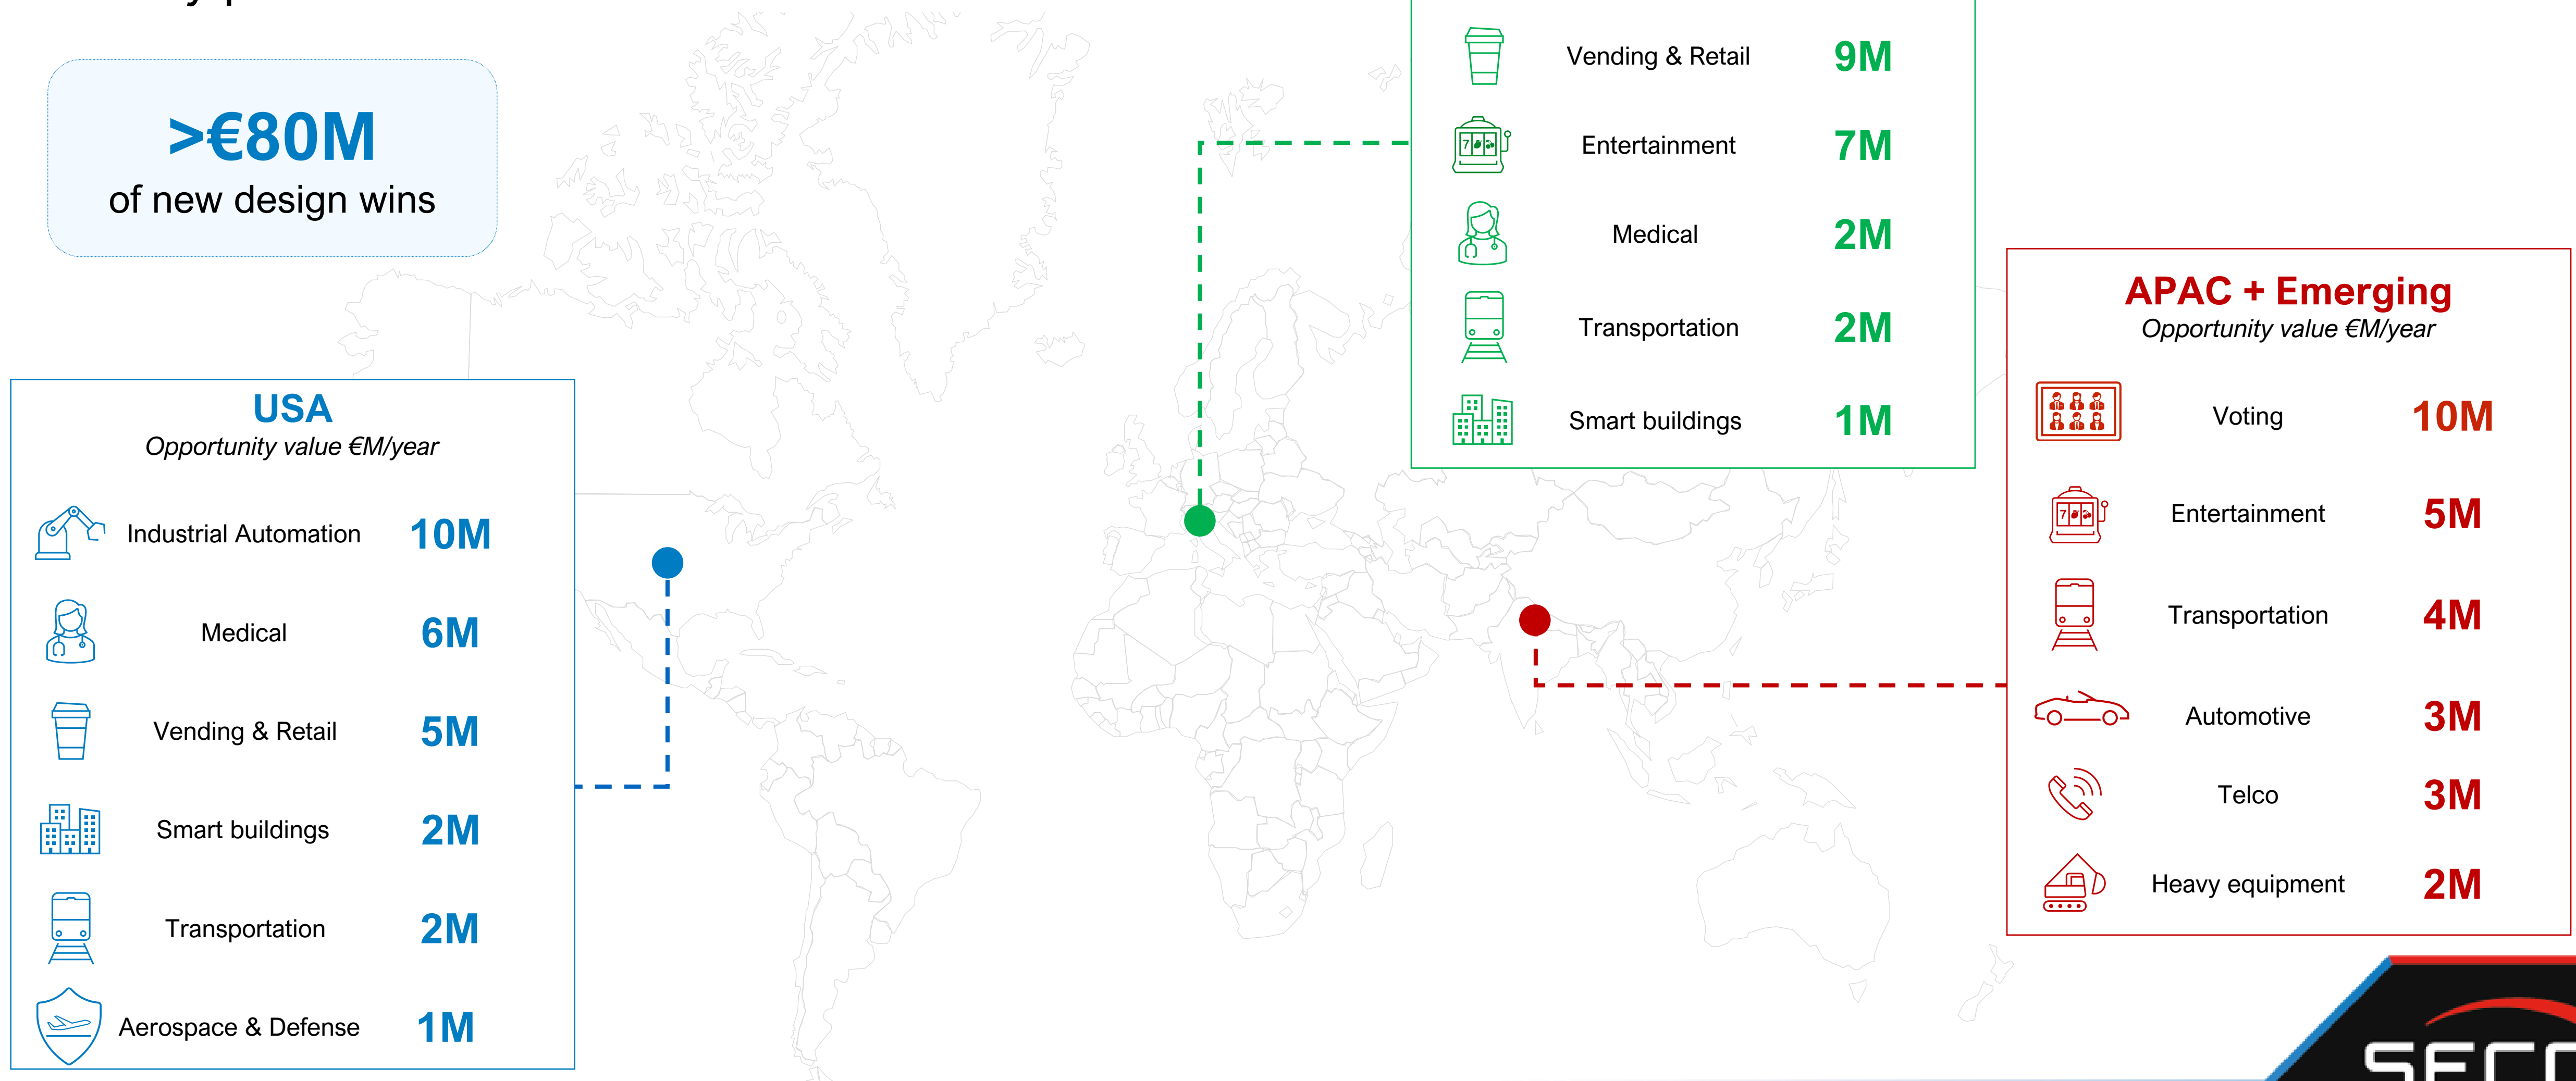 >€80M
of new design wins
Vending & Retail 9M
Entertainment 7M
Medical 2M
Transportation 2M
Smart buildings 1M
USA
Opportunity value €M/year
Industrial Automation 10M
Medical 6M
Vending & Retail 5M
Smart buildings 2M
Transportation 2M
Aerospace & Defense 1M
APAC + Emerging
Opportunity value €M/year
Voting 10M
Entertainment 5M
Transportation 4M
Automotive 3M
Telco 3M
Heavy equipment 2M